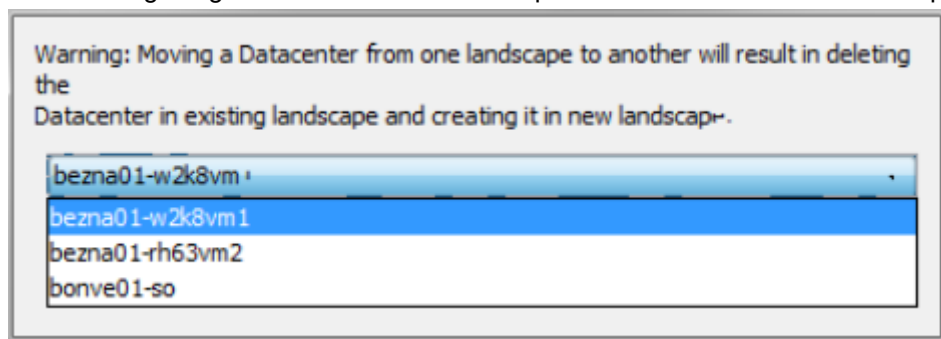 Warning: Moving a Datacenter from one landscape to another will result in deleting
the
Datacenter in existing landscape and creating it in new landscape.
bezna01-w2k8vm
bezna01-w2k8vm1
bezna01-rh63vm2
bonve01-so